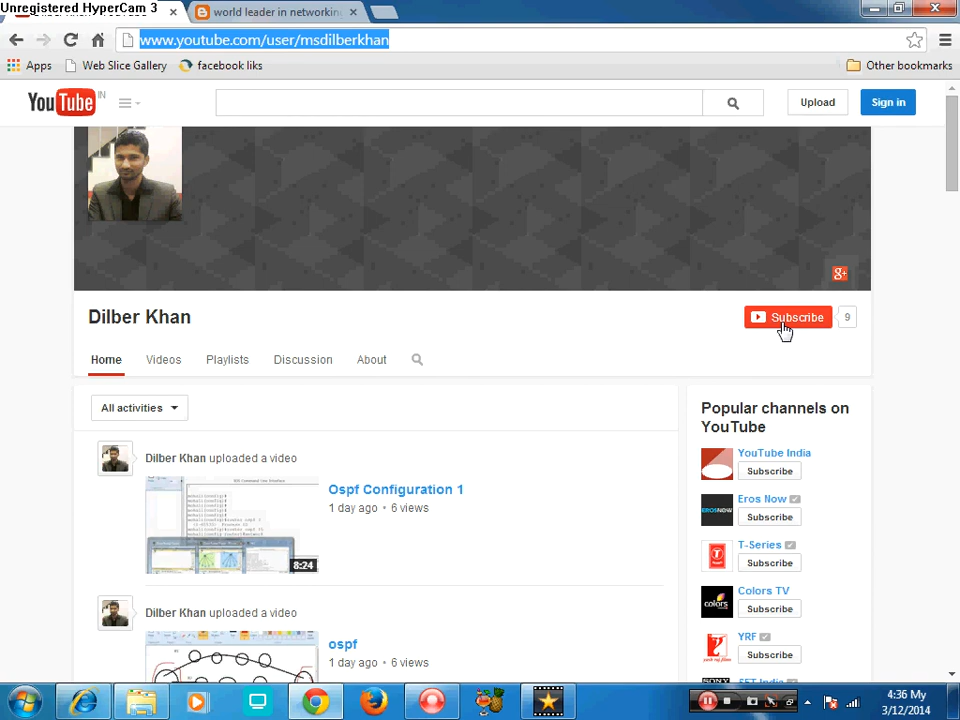 Unregistered HyperCam 3
world leader in networking
www.youtube.com/user/msdilberkhan
Apps
Web Slice Gallery
facebook liks
Other bookmarks
YouTube IN
Upload
Sign in
g+
Dilber Khan
Subscribe
9
Home
Videos
Playlists
Discussion
About
All activities
Popular channels on
YouTube
Dilber Khan uploaded a video
Ospf Configuration 1
1 day ago • 6 views
8:24
YouTube India
Subscribe
EROSNOW
Eros Now
Subscribe
T-Series
Subscribe
colors
Colors TV
Subscribe
Dilber Khan uploaded a video
ospf
1 day ago • 6 views
YRF
Subscribe
4:36 My
3/12/2014